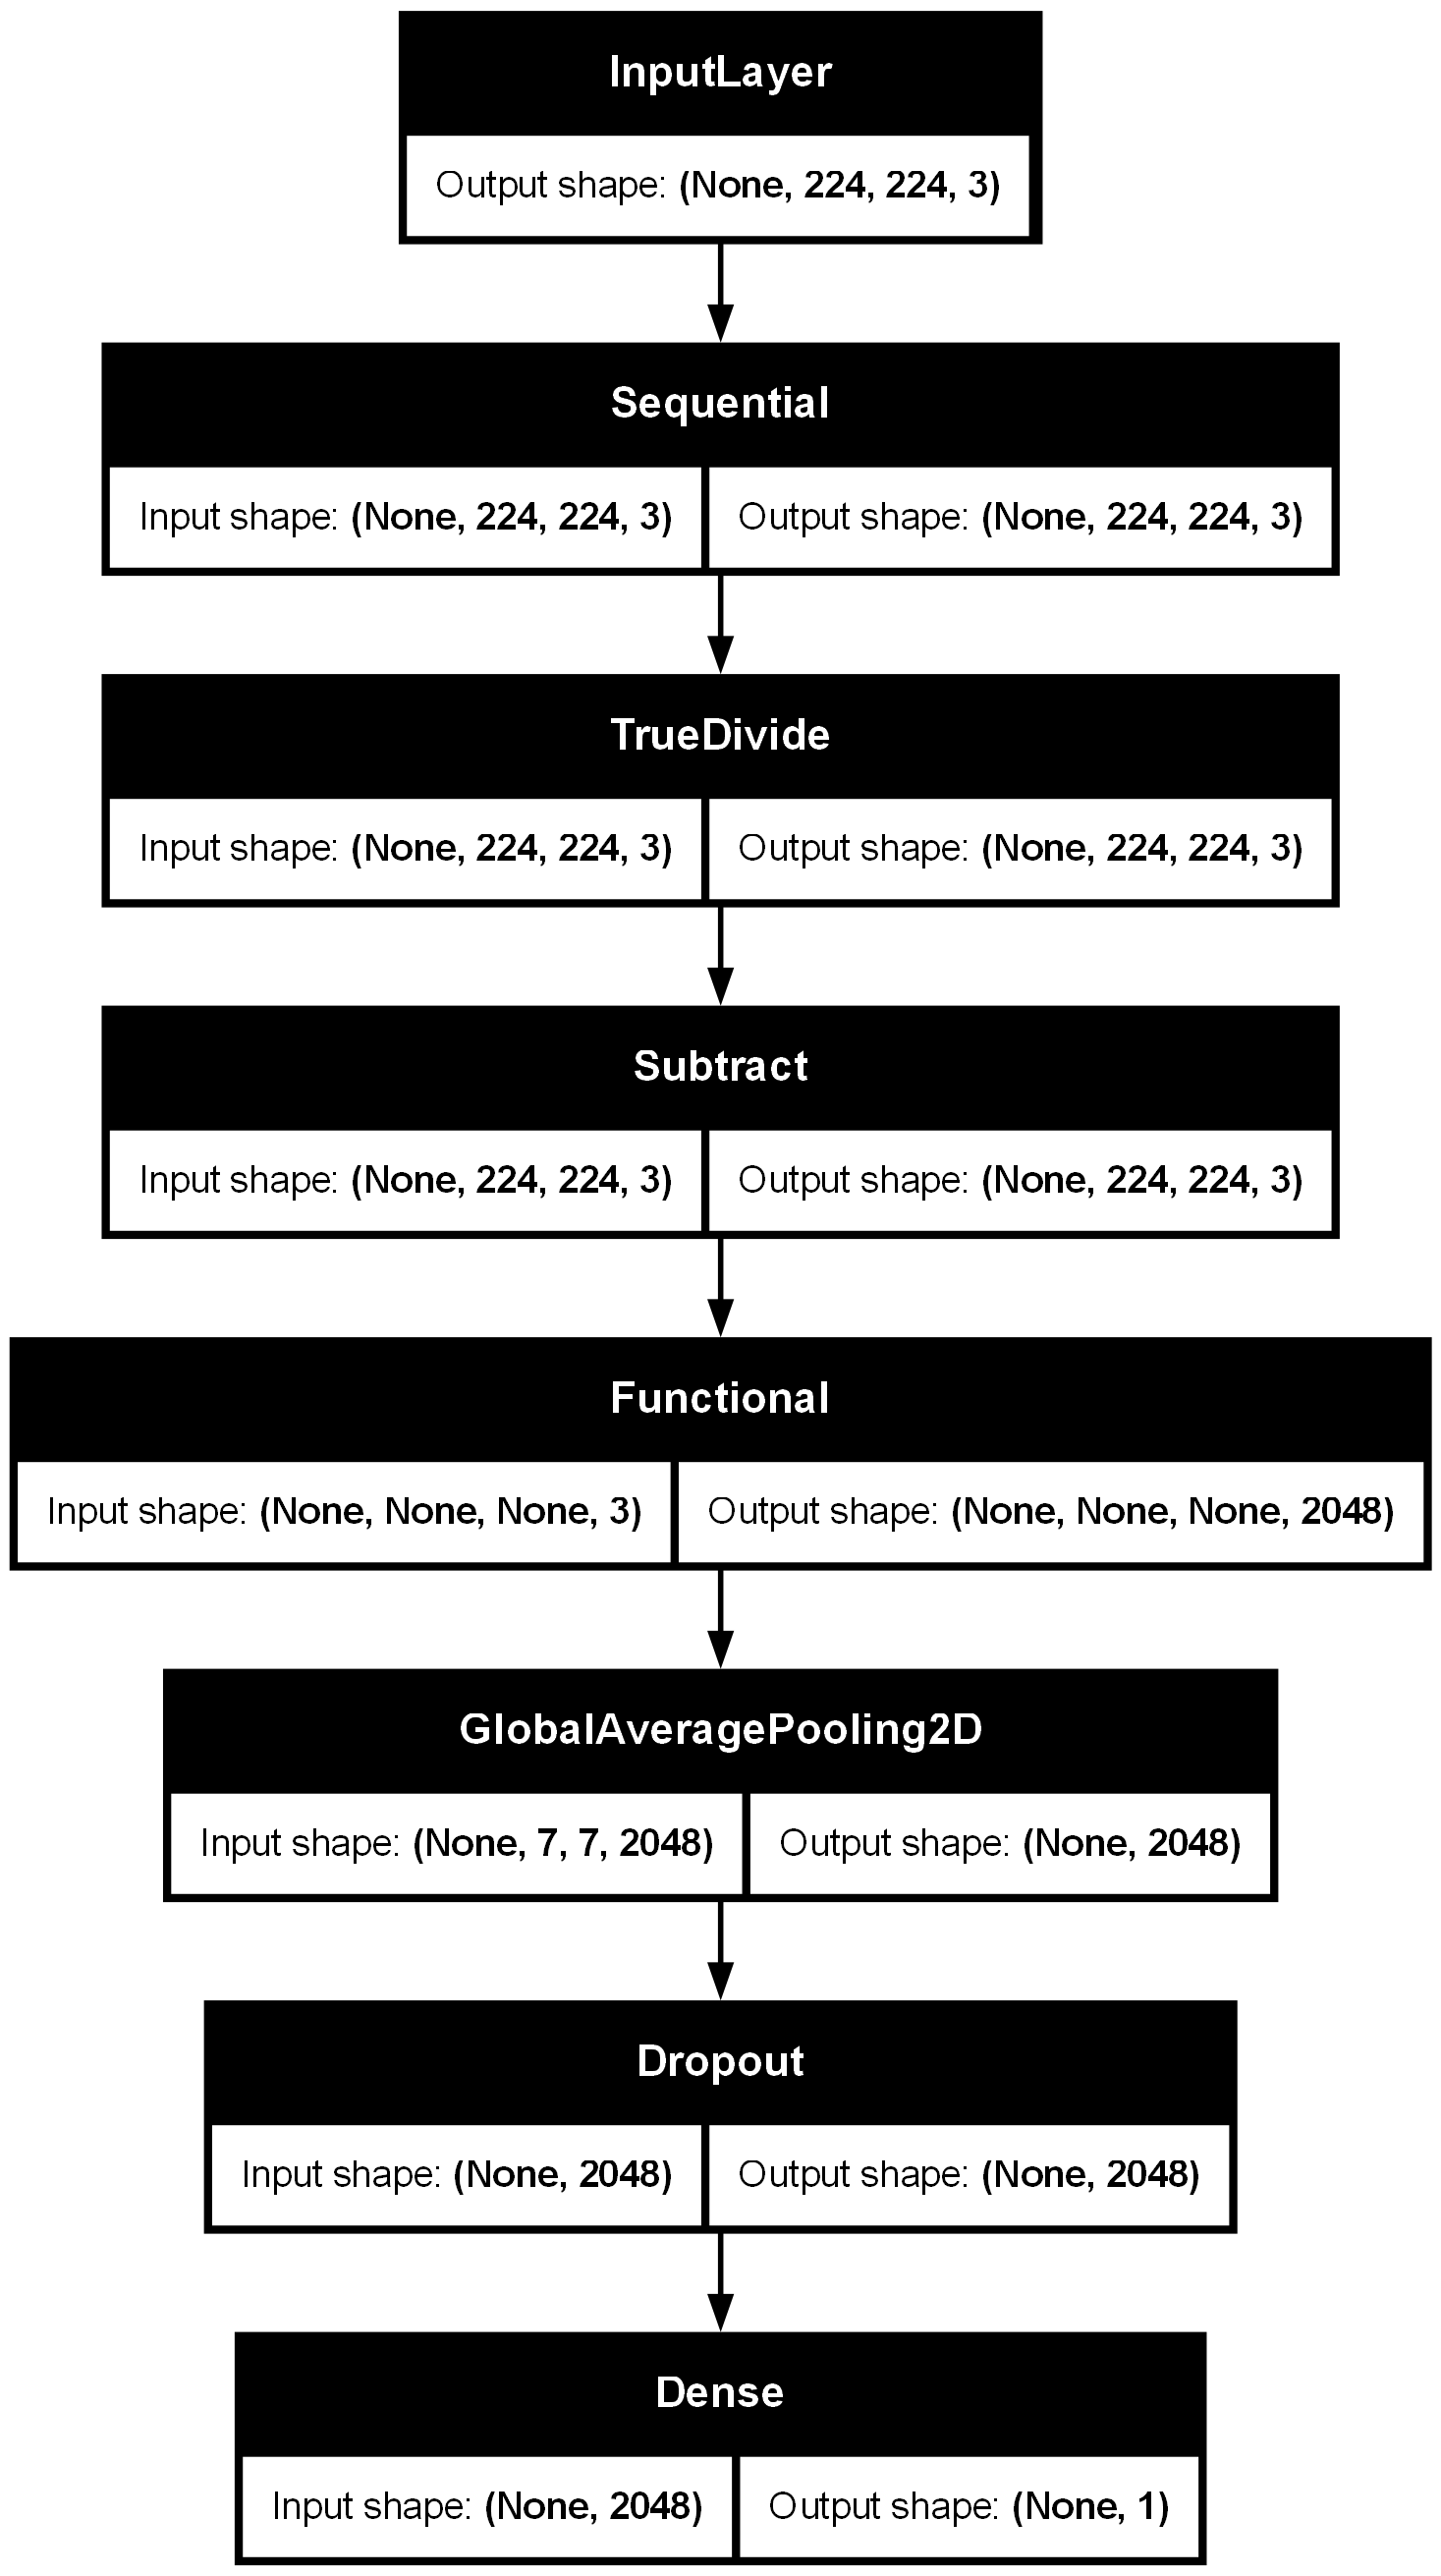 InputLayer
Output shape: (None, 224, 224, 3)
Sequential
Input shape: (None, 224, 224, 3) Output shape: (None, 224, 224, 3)
TrueDivide
Input shape: (None, 224, 224, 3) Output shape: (None, 224, 224, 3)
Subtract
Input shape: (None, 224, 224, 3) Output shape: (None, 224, 224, 3)
Functional
Input shape: (None, None, None, 3) Output shape: (None, None, None, 2048)
GlobalAveragePooling2D
Input shape: (None, 7, 7, 2048) Output shape: (None, 2048)
Dropout
Input shape: (None, 2048) Output shape: (None, 2048)
Dense
Input shape: (None, 2048) Output shape: (None, 1)